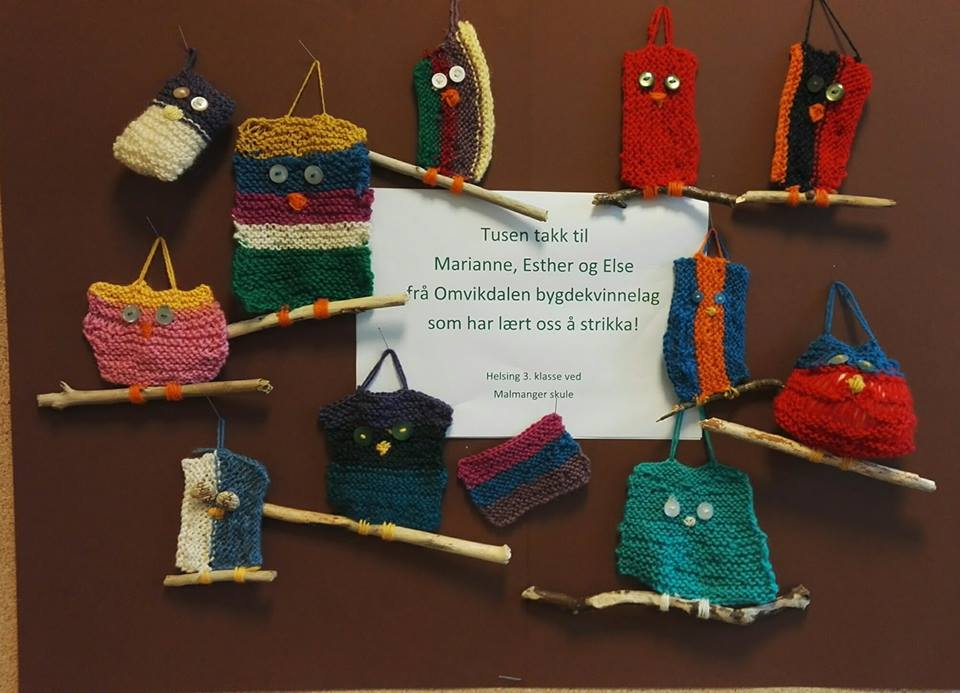 Tusen takk til
Marianne, Esther og Else
frå Omvikdalen bygdekvinnelag
som har lært oss å strikka!
Helsing 3. klasse ved
Malmanger skule